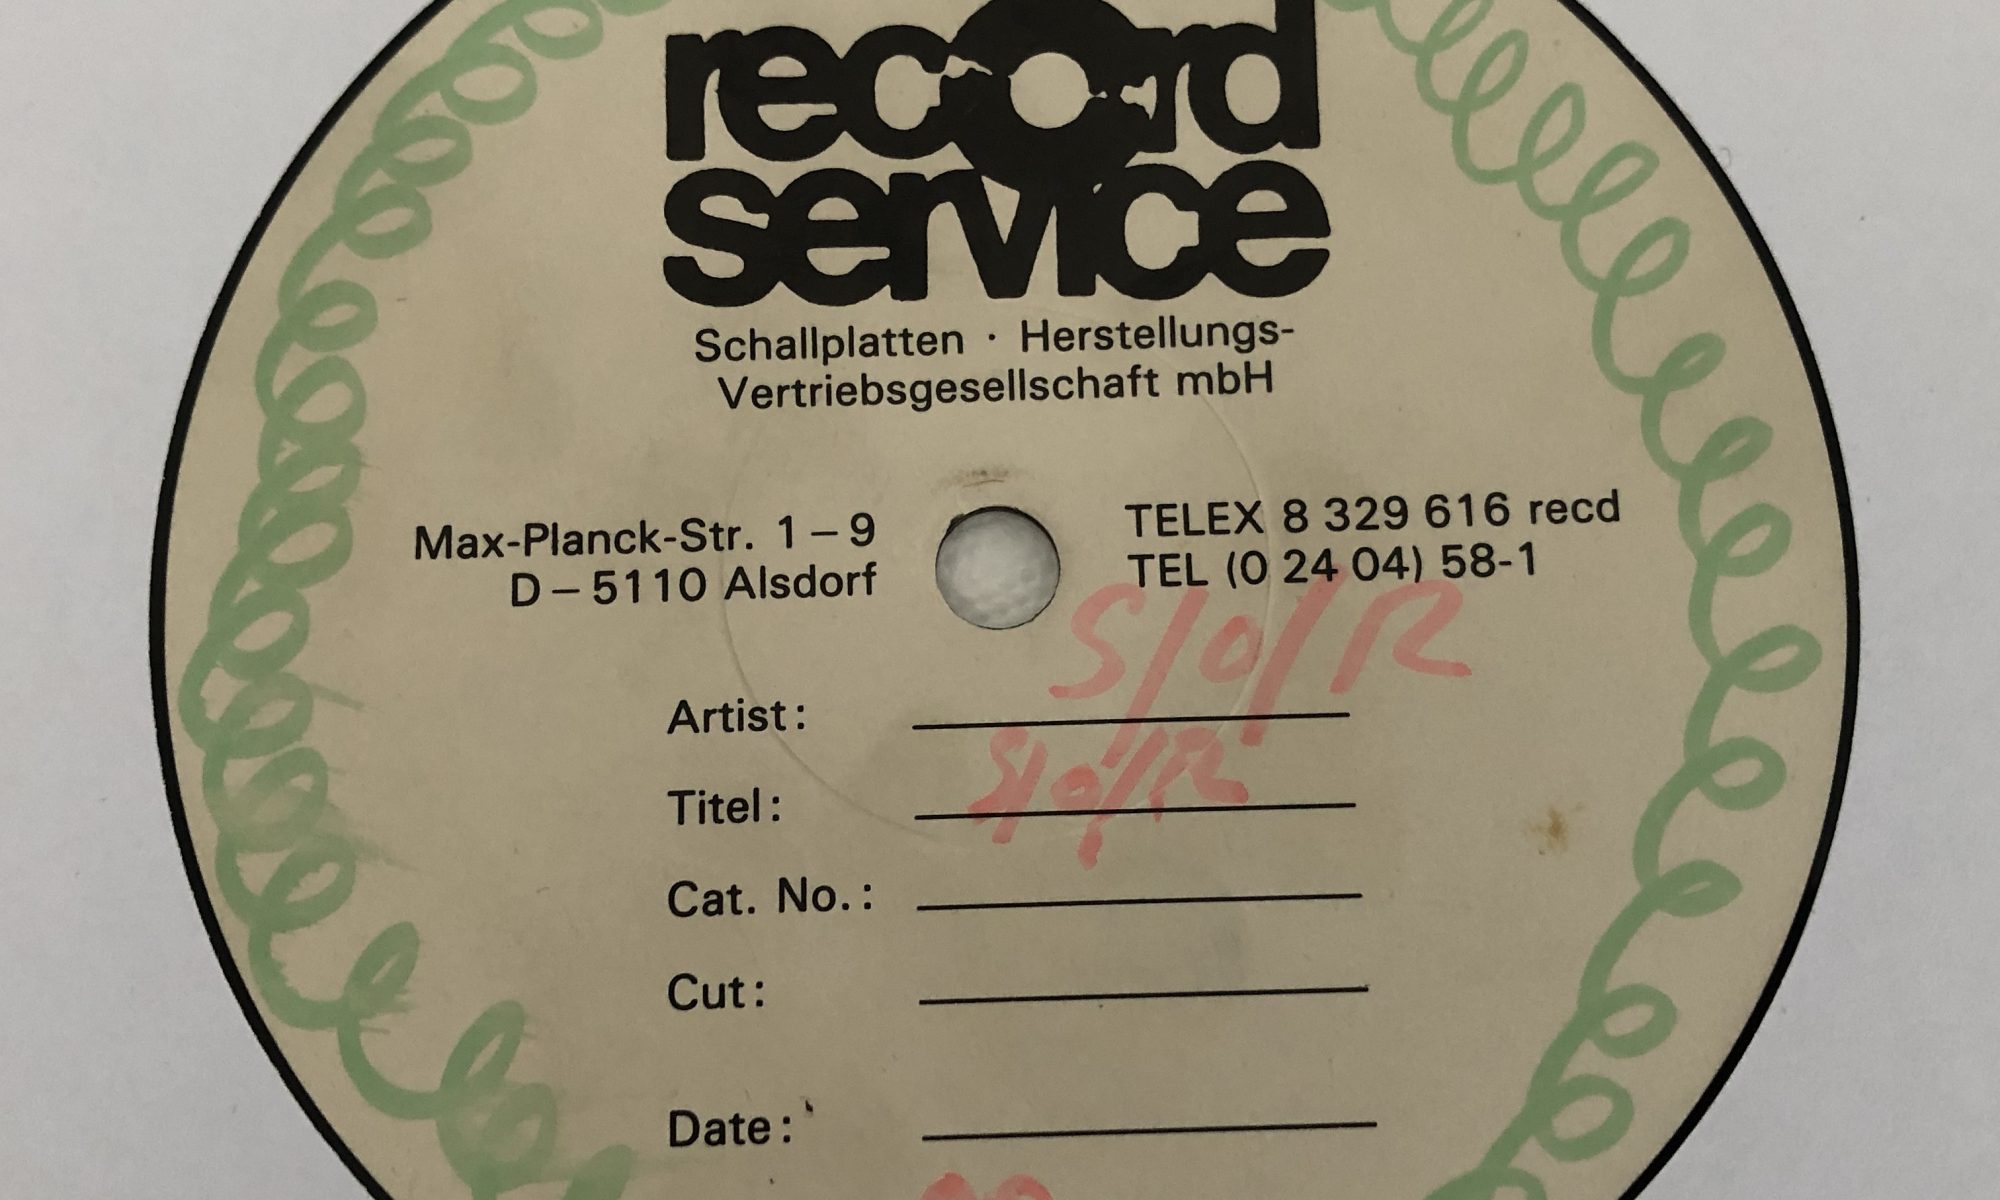 record
service
Schallplatten · Herstellungs-
Vertriebsgesellschaft mbH
Max-Planck-Str. 1 – 9
D – 5110 Alsdorf
TELEX 8 329 616 recd
TEL (0 24 04) 58-1
S/O/R
Artist:
S/O/R
Titel:
Cat. No.:
Cut:
Date: